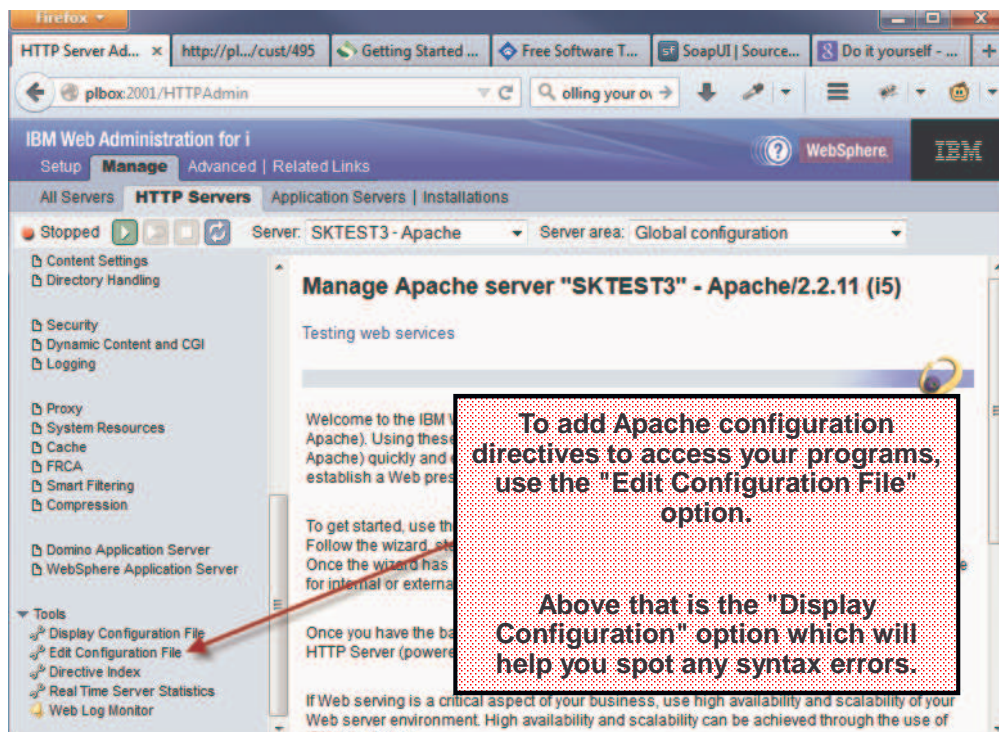 Firefox
HTTP Server Ad... × http://pl.../cust/495 Getting Started ... Free Software T... SoapUI | Source... Do it yourself - ... +
plbox:2001/HTTPAdmin olling your ov
IBM Web Administration for i
Setup Manage Advanced | Related Links
WebSphere. IBM
All Servers HTTP Servers Application Servers | Installations
Stopped Server: SKTEST3 - Apache Server area: Global configuration
Content Settings
Directory Handling
Security
Dynamic Content and CGI
Logging
Proxy
System Resources
Cache
FRCA
Smart Filtering
Compression
Domino Application Server
WebSphere Application Server
Tools
Display Configuration File
Edit Configuration File
Directive Index
Real Time Server Statistics
Web Log Monitor
Manage Apache server "SKTEST3" - Apache/2.2.11 (i5)
Testing web services
Welcome to the IBM
Apache). Using these
Apache) quickly and
establish a Web pres
To get started, use th
Follow the wizard,
Once the wizard has
for internal or externa
Once you have the ba
HTTP Server (powere
If Web serving is a critical aspect of your business, use high availability and scalability of your
Web server environment. High availability and scalability can be achieved through the use of
To add Apache configuration
directives to access your programs,
use the "Edit Configuration File"
option.
Above that is the "Display
Configuration" option which will
help you spot any syntax errors.